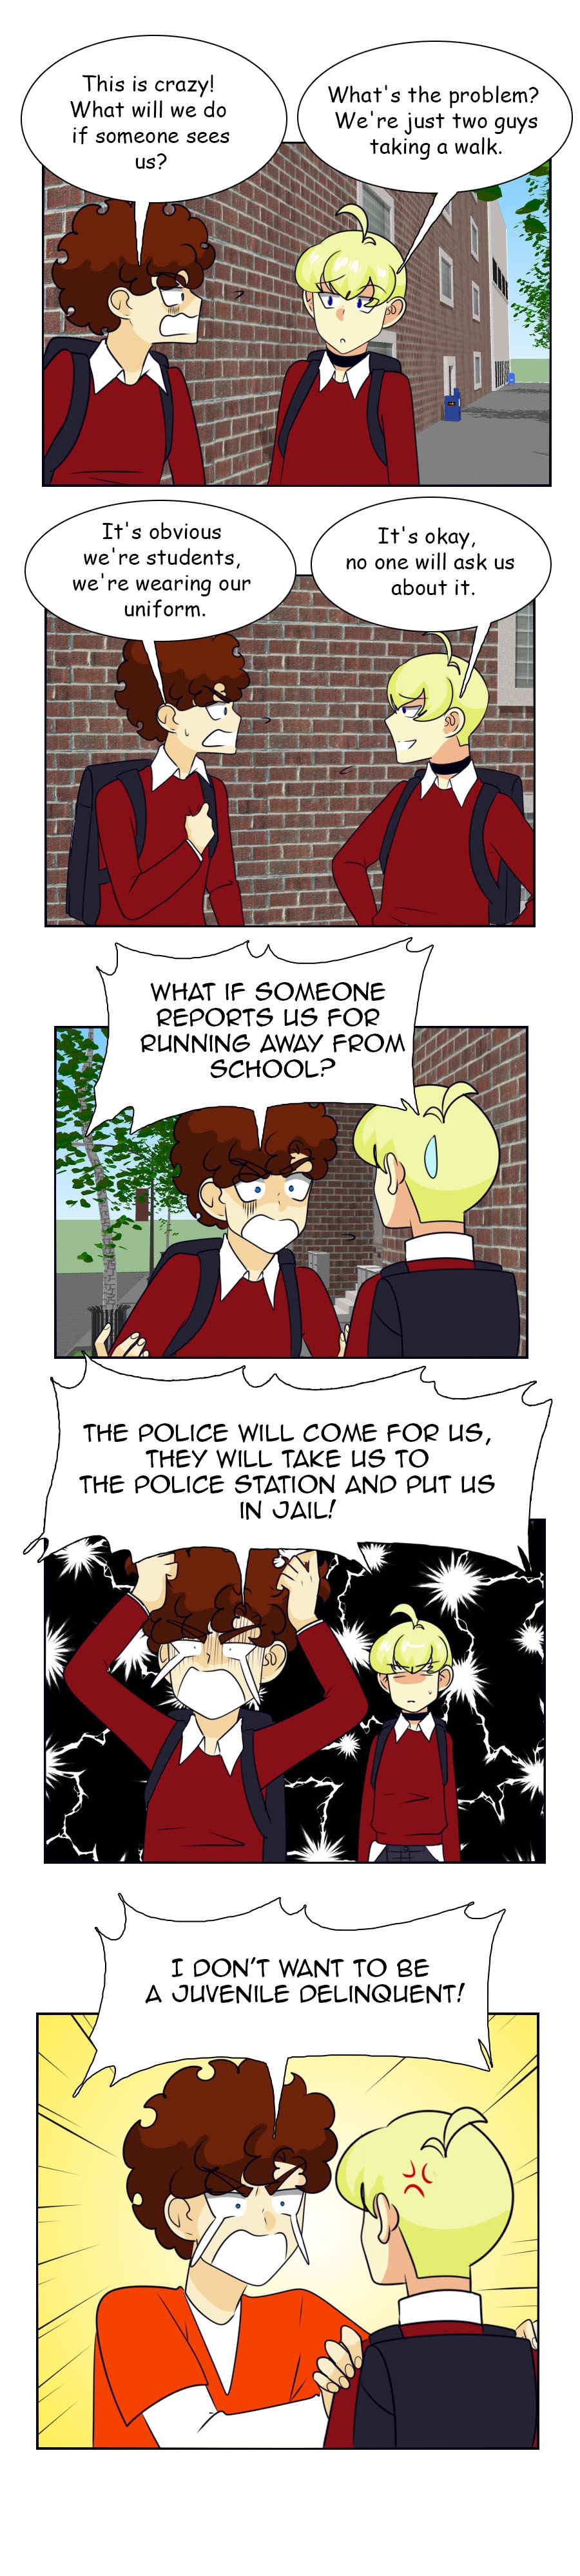 This is crazy!
What will we do
if someone sees
us?
What's the problem?
We're just two guys
taking a walk.
It's obvious
we're students,
we're wearing our
uniform.
It's okay,
no one will ask us
about it.
WHAT IF SOMEONE
REPORTS US FOR
RUNNING AWAY FROM
SCHOOL?
THE POLICE WILL COME FOR US,
THEY WILL TAKE US TO
THE POLICE STATION AND PUT US
IN JAIL!
I DON'T WANT TO BE
A JUVENILE DELINQUENT!